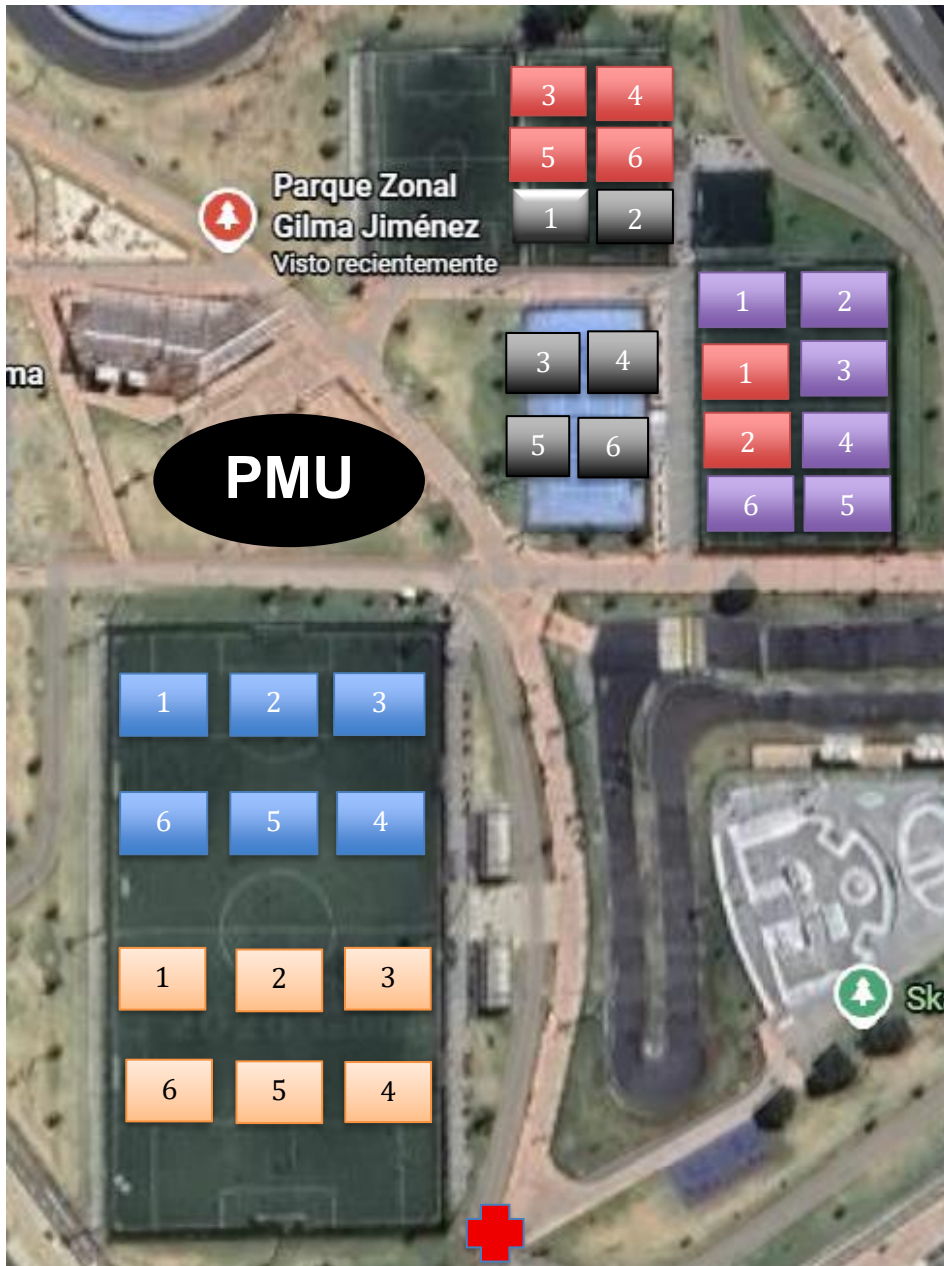 3 4
5 6
Parque Zonal
Gilma Jiménez
Visto recientemente
1 2
1 2
3 4
1 3
ma
2 4
5 6
PMU
6 5
1 2 3
6 5 4
1 2 3
Sk
6 5 4